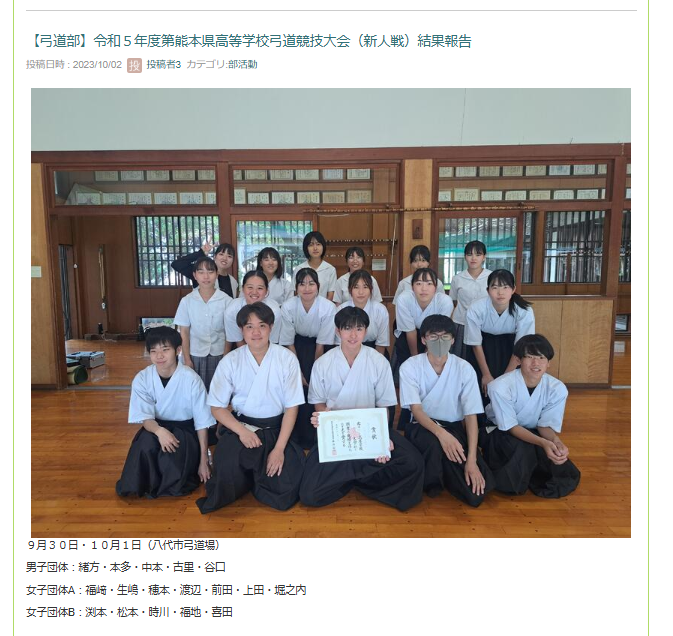 【弓道部】令和５年度第熊本県高等学校弓道競技大会（新人戦）結果報告
投稿日時 : 2023/10/02 投 投稿者3 カテゴリ:部活動
賞状
９月３０日・１０月１日（八代市弓道場）
男子団体：緒方・本多・中本・古里・谷口
女子団体A：福﨑・生嶋・穂本・渡辺・前田・上田・堀之内
女子団体B：渕本・松本・時川・福地・喜田